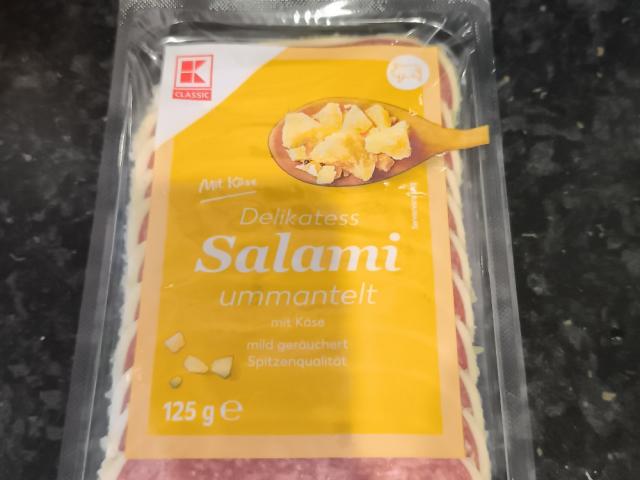 K
CLASSIC
Mit Käse
Delikatess
Salami
ummantelt
mit Käse
mild geräuchert
Spitzenqualität
125 g ℮